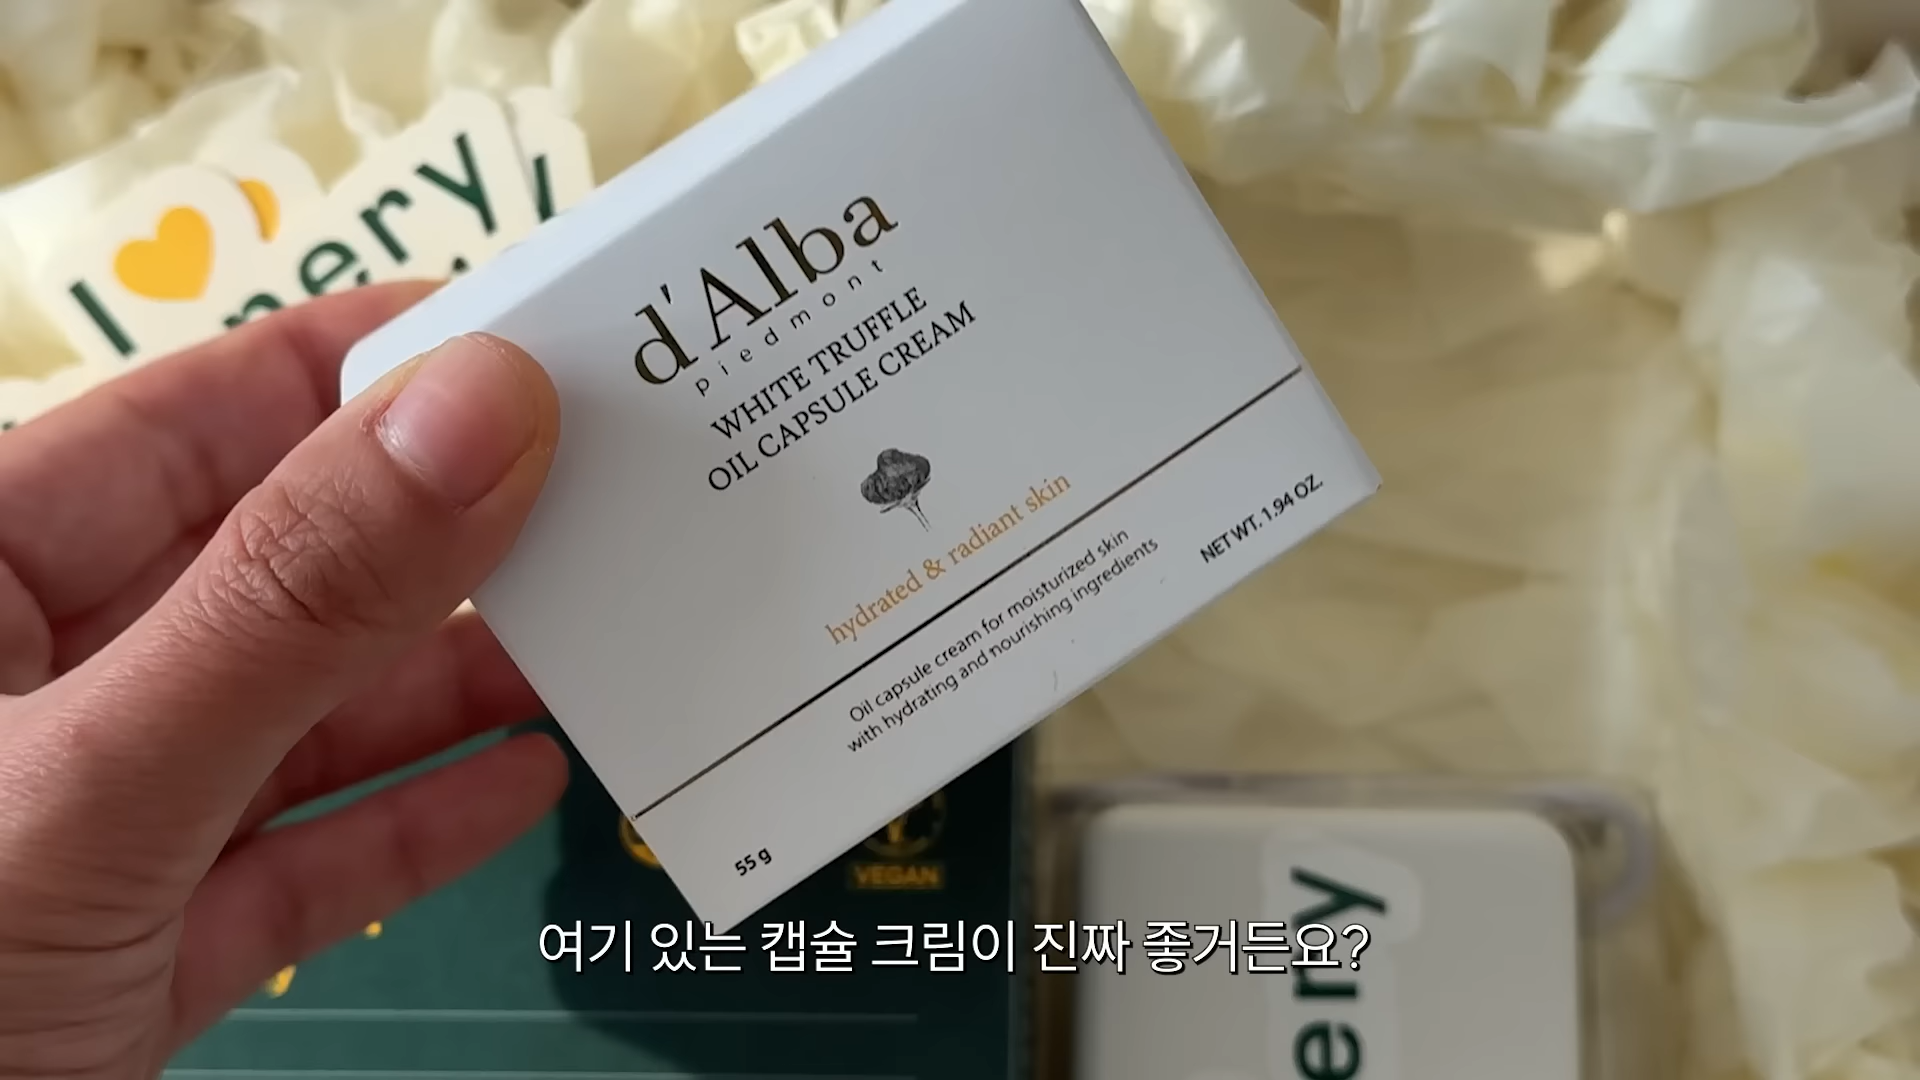 I
nery
d'Alba
piedmont
WHITE TRUFFLE
OIL CAPSULE CREAM
hydrated & radiant skin
Oil capsule cream for moisturized skin
with hydrating and nourishing ingredients
NET WT. 1.94 OZ.
55 g
VEGAN
ery
여기 있는 캡슐 크림이 진짜 좋거든요?